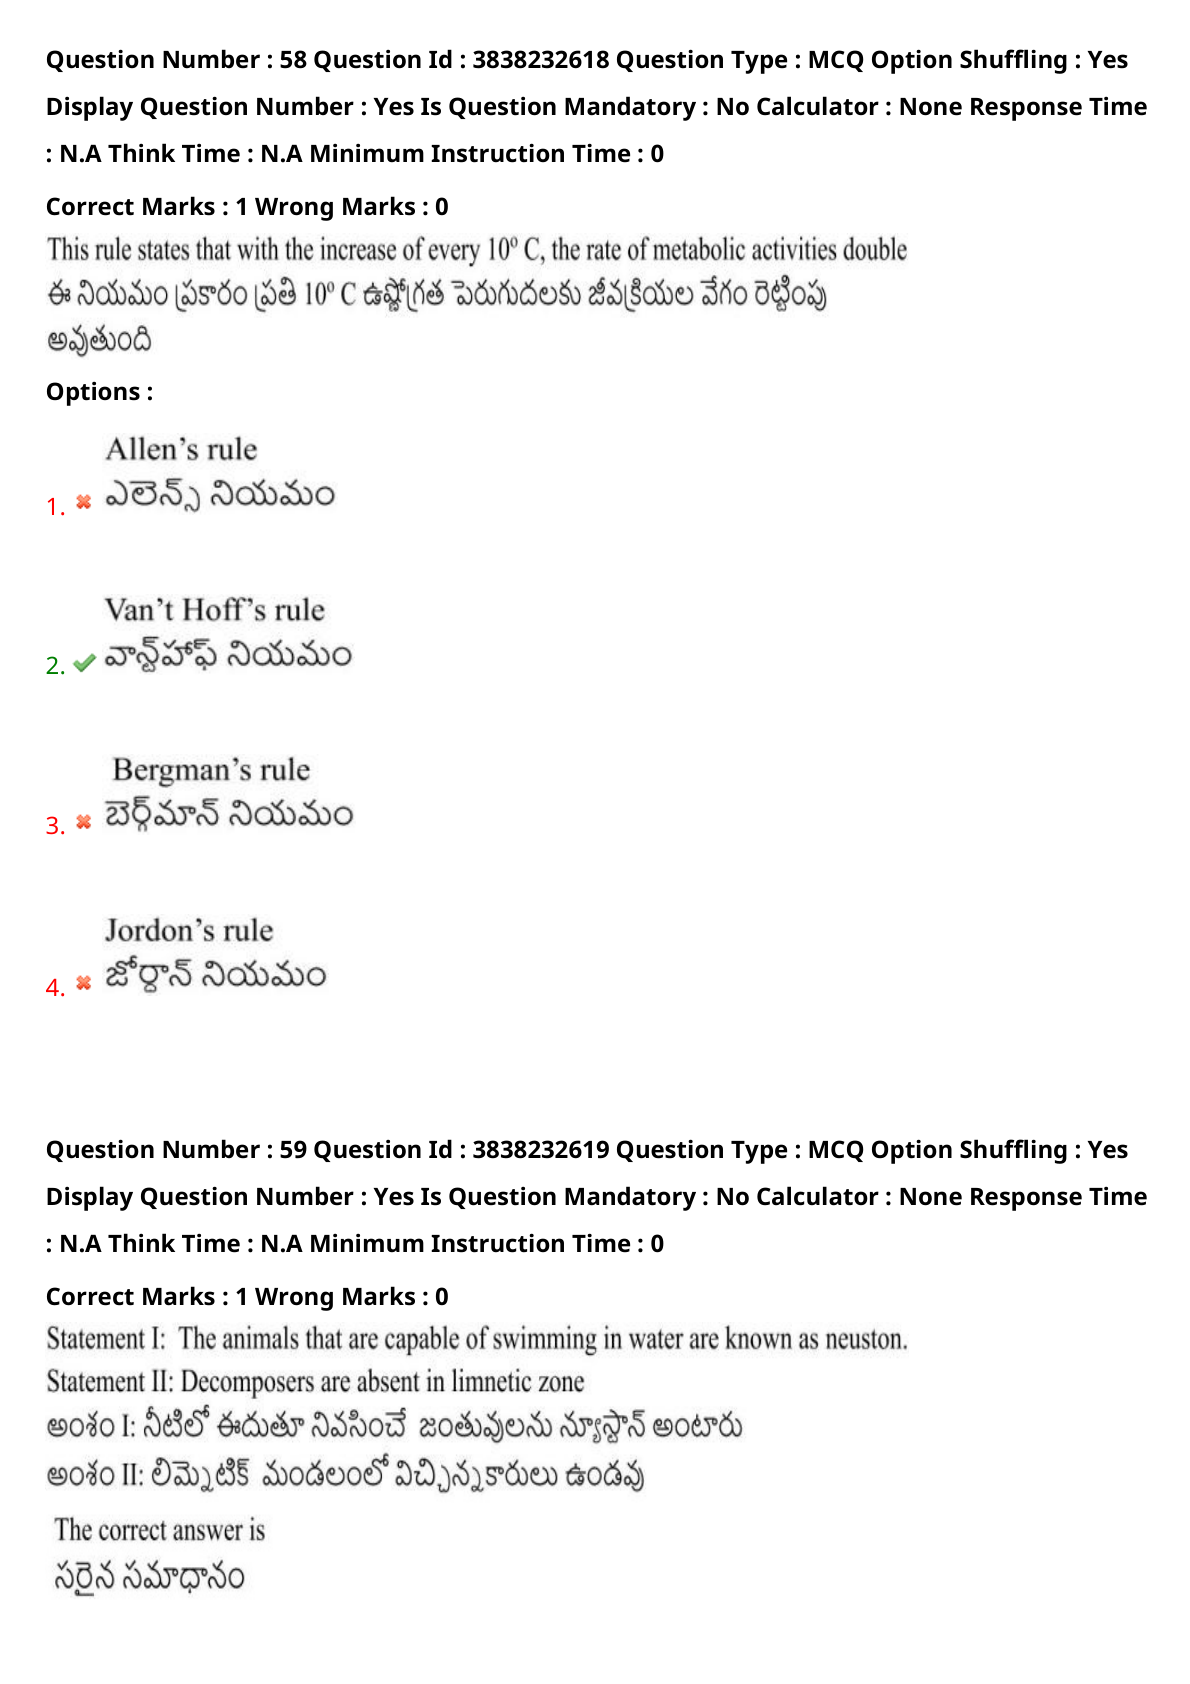 Question Number : 58 Question Id : 3838232618 Question Type : MCQ Option Shuffling : Yes
Display Question Number : Yes Is Question Mandatory : No Calculator : None Response Time
: N.A Think Time : N.A Minimum Instruction Time : 0
Correct Marks : 1 Wrong Marks : 0
This rule states that with the increase of every 10⁰ C, the rate of metabolic activities double
ఈ నియమం ప్రకారం ప్రతి 10⁰ C ఉష్ణోగ్రత పెరుగుదలకు జీవక్రియల వేగం రెట్టింపు
అవుతుంది
Options :
Allen’s rule
1. ఎలెన్స్ నియమం
Van’t Hoff’s rule
2. వాన్ట్‌హాఫ్ నియమం
Bergman’s rule
3. బెర్గ్‌మాన్ నియమం
Jordon’s rule
4. జోర్డాన్ నియమం
Question Number : 59 Question Id : 3838232619 Question Type : MCQ Option Shuffling : Yes
Display Question Number : Yes Is Question Mandatory : No Calculator : None Response Time
: N.A Think Time : N.A Minimum Instruction Time : 0
Correct Marks : 1 Wrong Marks : 0
Statement I: The animals that are capable of swimming in water are known as neuston.
Statement II: Decomposers are absent in limnetic zone
అంశం I: నీటిలో ఈదుతూ నివసించే జంతువులను న్యూస్టాన్ అంటారు
అంశం II: లిమ్నెటిక్ మండలంలో విచ్చిన్నకారులు ఉండవు
The correct answer is
సరైన సమాధానం